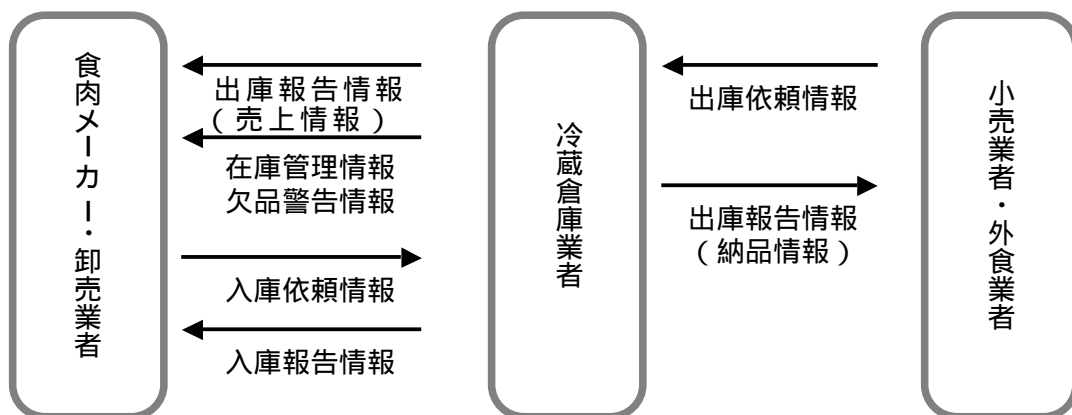 食肉メーカー・卸売業者
出庫報告情報
（売上情報）
在庫管理情報
欠品警告情報
入庫依頼情報
入庫報告情報
冷蔵倉庫業者
出庫依頼情報
出庫報告情報
（納品情報）
小売業者・外食業者